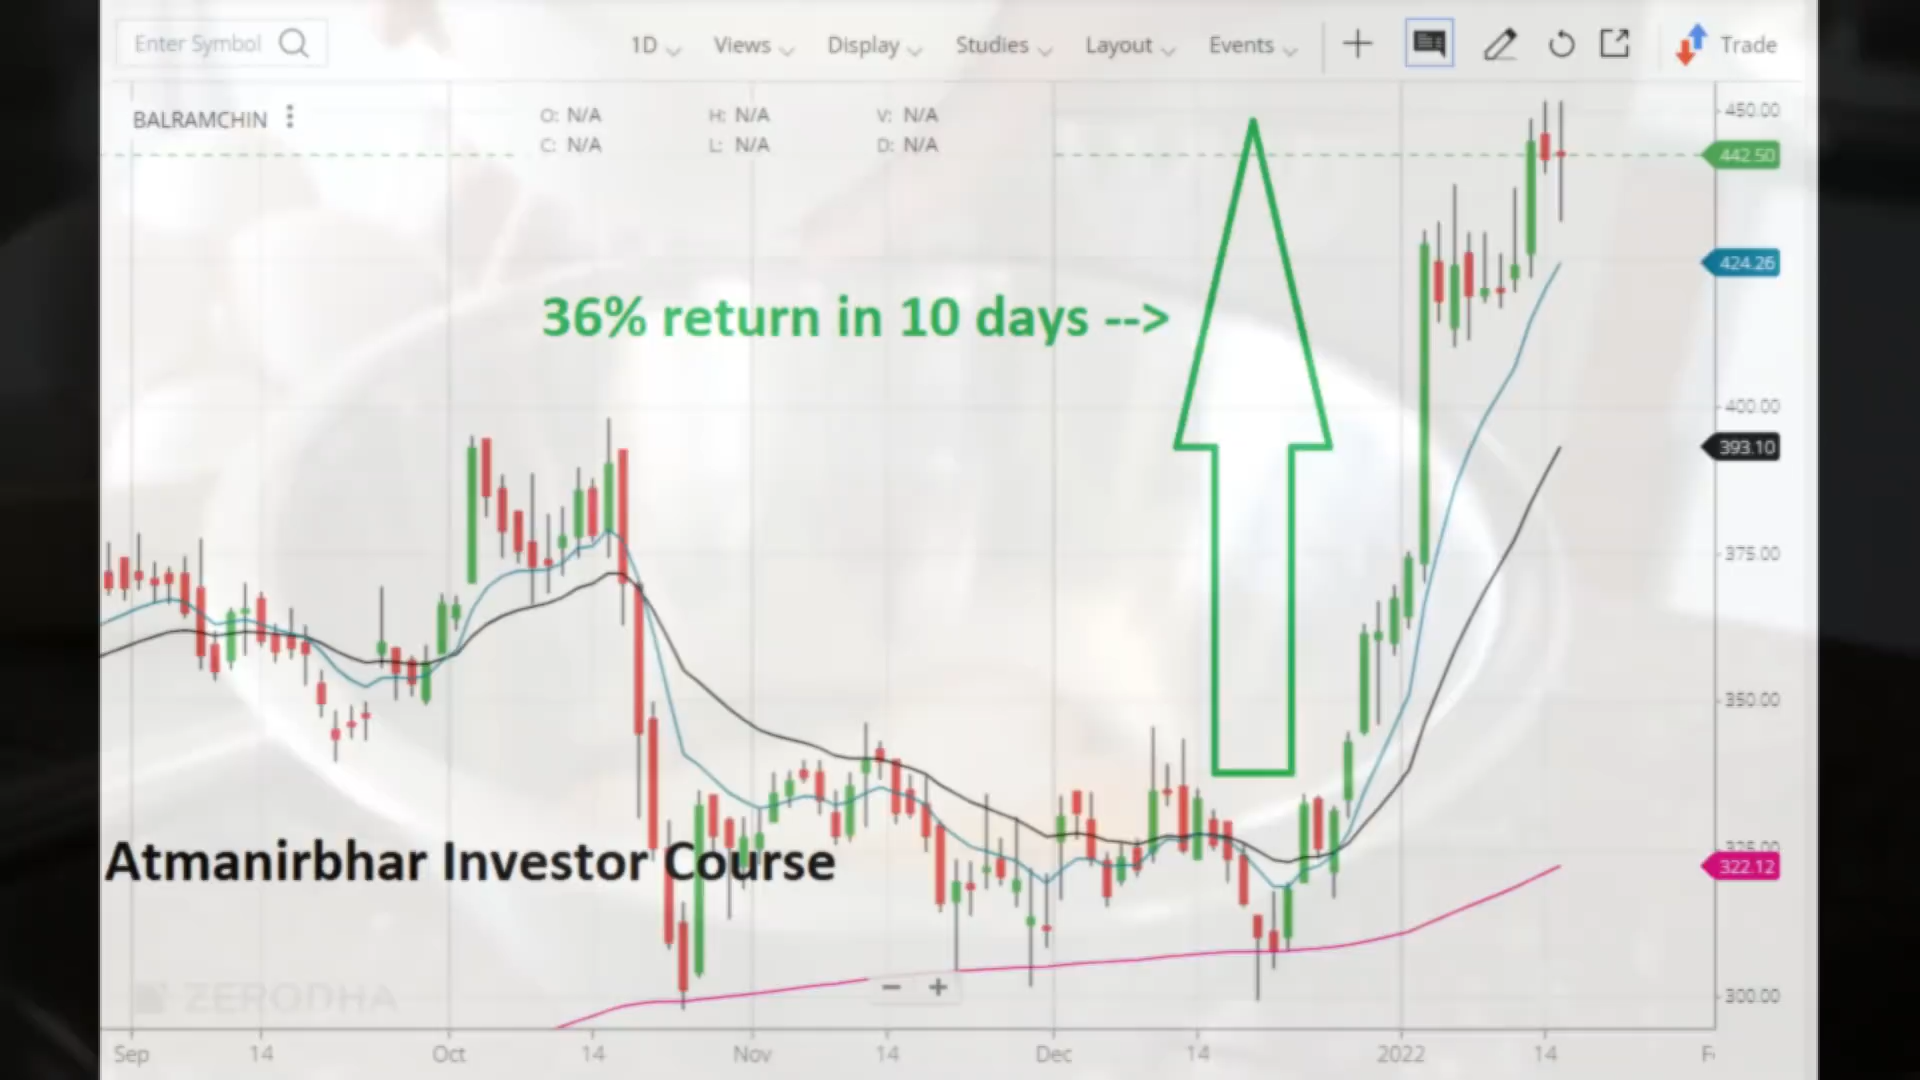 Enter Symbol
1D Views Display Studies Layout Events Trade
BALRAMCHIN
O: N/A H: N/A V: N/A
C: N/A L: N/A D: N/A
450.00
442.50
424.26
36% return in 10 days -->
400.00
393.10
375.00
350.00
325.00
322.12
Atmanirbhar Investor Course
ZERODHA
300.00
Sep 14 Oct 14 Nov 14 Dec 14 2022 14